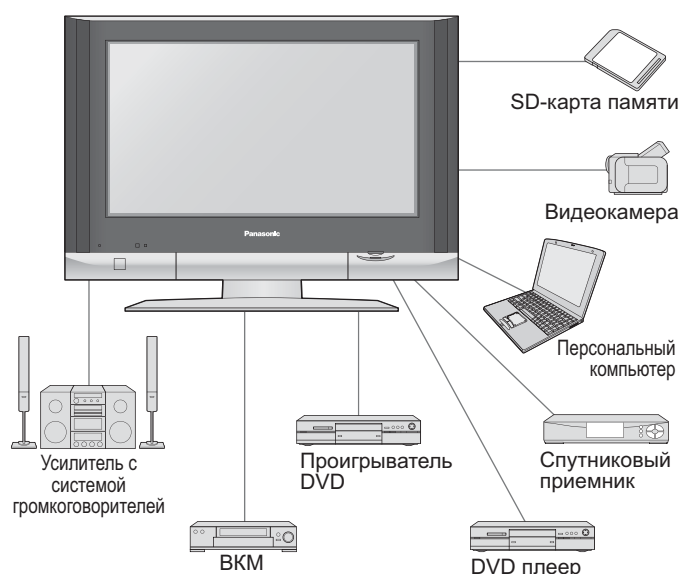 SD-карта памяти
Видеокамера
Panasonic
Персональный
компьютер
Усилитель с
системой
громкоговорителей
Проигрыватель
DVD
Спутниковый
приемник
ВКМ
DVD плеер